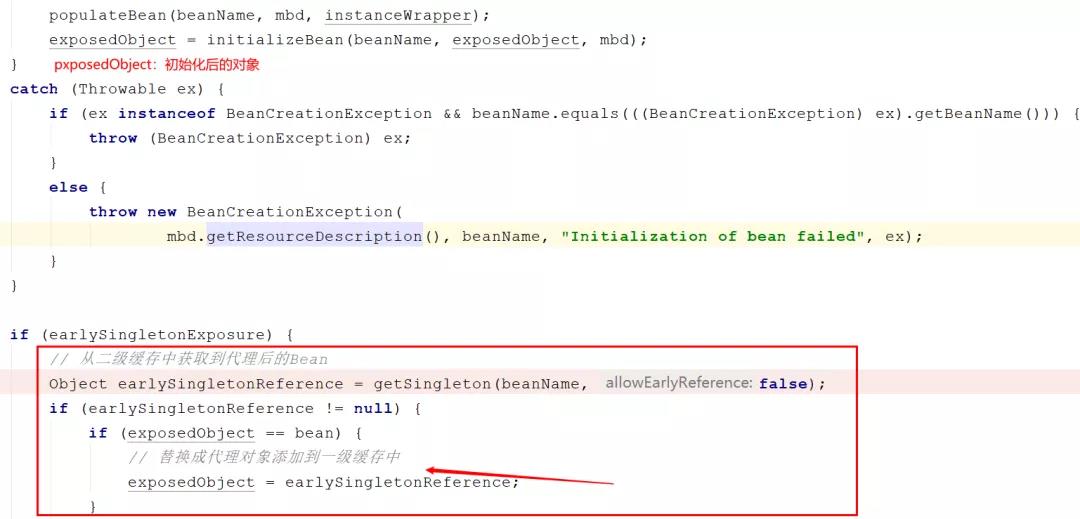 populateBean(beanName, mbd, instanceWrapper);
exposedObject = initializeBean(beanName, exposedObject, mbd);
} pxposedObject：初始化后的对象
catch (Throwable ex) {
if (ex instanceof BeanCreationException && beanName.equals(((BeanCreationException) ex).getBeanName())) {
throw (BeanCreationException) ex;
}
else {
throw new BeanCreationException(
mbd.getResourceDescription(), beanName, "Initialization of bean failed", ex);
}
}
if (earlySingletonExposure) {
// 从二级缓存中获取到代理后的Bean
Object earlySingletonReference = getSingleton(beanName, allowEarlyReference: false);
if (earlySingletonReference != null) {
if (exposedObject == bean) {
// 替换成代理对象添加到一级缓存中
exposedObject = earlySingletonReference;
}